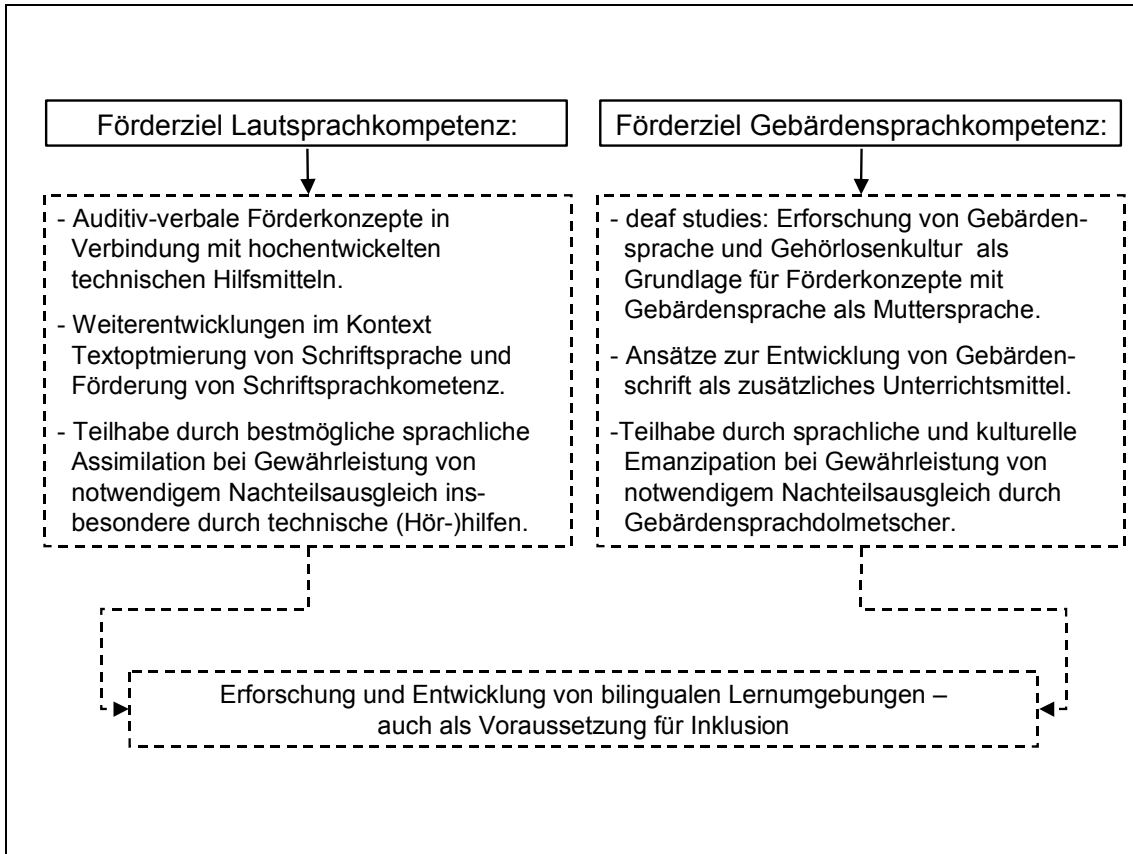 Förderziel Lautsprachkompetenz:
- Auditiv-verbale Förderkonzepte in
Verbindung mit hochentwickelten
technischen Hilfsmitteln.
- Weiterentwicklungen im Kontext
Textoptmierung von Schriftsprache und
Förderung von Schriftsprachkometenz.
- Teilhabe durch bestmögliche sprachliche
Assimilation bei Gewährleistung von
notwendigem Nachteilsausgleich ins-
besondere durch technische (Hör-)hilfen.
Förderziel Gebärdensprachkompetenz:
- deaf studies: Erforschung von Gebärden-
sprache und Gehörlosenkultur als
Grundlage für Förderkonzepte mit
Gebärdensprache als Muttersprache.
- Ansätze zur Entwicklung von Gebärden-
schrift als zusätzliches Unterrichtsmittel.
-Teilhabe durch sprachliche und kulturelle
Emanzipation bei Gewährleistung von
notwendigem Nachteilsausgleich durch
Gebärdensprachdolmetscher.
Erforschung und Entwicklung von bilingualen Lernumgebungen –
auch als Voraussetzung für Inklusion